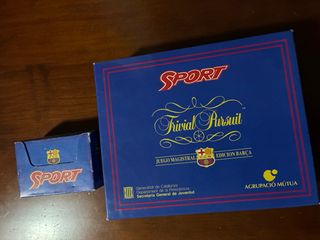 SPORT
Trivial Pursuit
JUEGO MAGISTRAL EDICION BARÇA
Generalitat de Catalunya
Departament de la Presidència
Secretaria General de Joventut
AGRUPACIÓ MÚTUA
SPORT